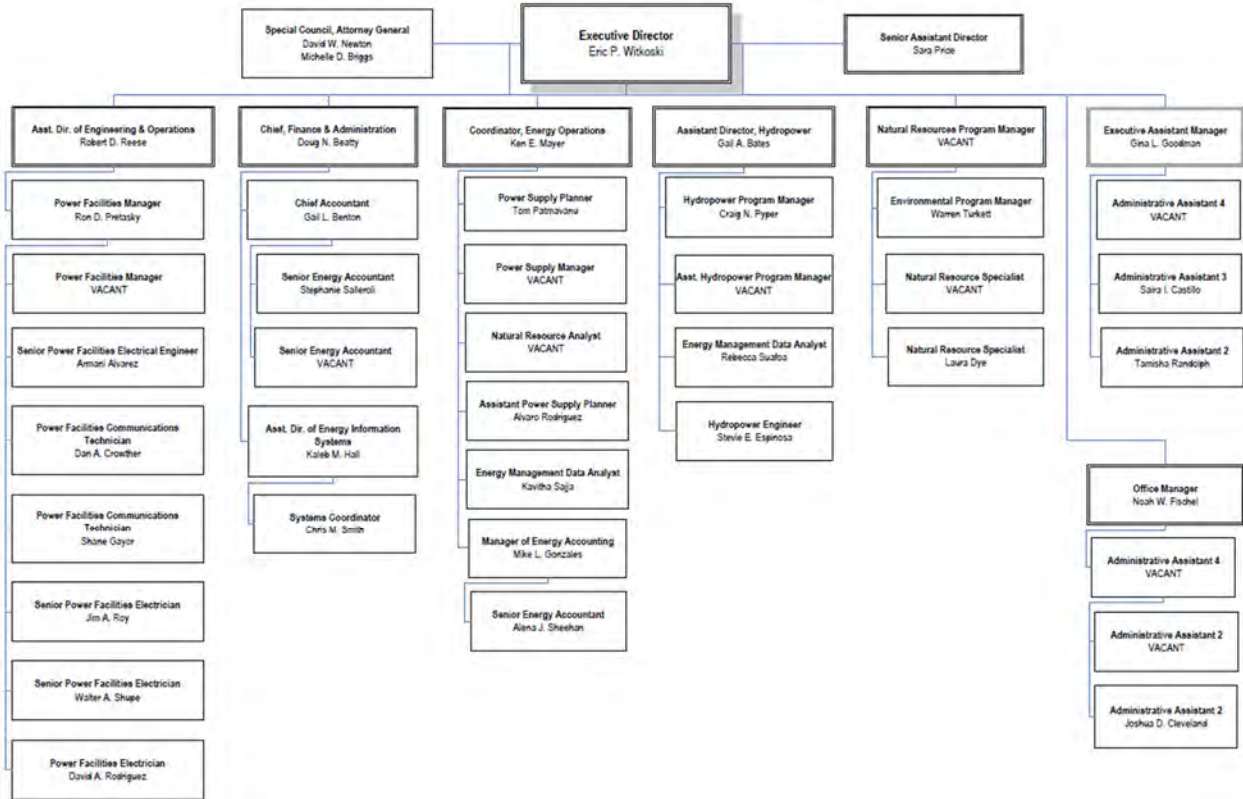 Special Council, Attorney General
David W. Newton
Michelle D. Briggs
Executive Director
Eric P. Witkoski
Senior Assistant Director
Sara Price
Asst. Dir. of Engineering & Operations
Robert D. Reese
Power Facilities Manager
Ron D. Pretasky
Power Facilities Manager
VACANT
Senior Power Facilities Electrical Engineer
Armani Alvarez
Power Facilities Communications
Technician
Dan A. Crowther
Power Facilities Communications
Technician
Shane Gayor
Senior Power Facilities Electrician
Jim A. Roy
Senior Power Facilities Electrician
Walter A. Shupe
Power Facilities Electrician
David A. Rodriguez
Chief, Finance & Administration
Doug N. Beatty
Chief Accountant
Gail L. Benton
Senior Energy Accountant
Stephanie Salleroli
Senior Energy Accountant
VACANT
Asst. Dir. of Energy Information
Systems
Kaleb M. Hall
Systems Coordinator
Chris M. Smith
Coordinator, Energy Operations
Ken E. Mayer
Power Supply Planner
Tom Patmavanu
Power Supply Manager
VACANT
Natural Resource Analyst
VACANT
Assistant Power Supply Planner
Alvaro Rodriguez
Energy Management Data Analyst
Kavitha Sajja
Manager of Energy Accounting
Mike L. Gonzales
Senior Energy Accountant
Alena J. Sheehan
Assistant Director, Hydropower
Gail A. Bates
Hydropower Program Manager
Craig N. Pyper
Asst. Hydropower Program Manager
VACANT
Energy Management Data Analyst
Rebecca Suafoa
Hydropower Engineer
Stevie E. Espinosa
Natural Resources Program Manager
VACANT
Environmental Program Manager
Warren Turkett
Natural Resource Specialist
VACANT
Natural Resource Specialist
Laura Dye
Executive Assistant Manager
Gina L. Goodman
Administrative Assistant 4
VACANT
Administrative Assistant 3
Saira I. Castillo
Administrative Assistant 2
Tamisha Randolph
Office Manager
Noah W. Fischel
Administrative Assistant 4
VACANT
Administrative Assistant 2
VACANT
Administrative Assistant 2
Joshua D. Cleveland